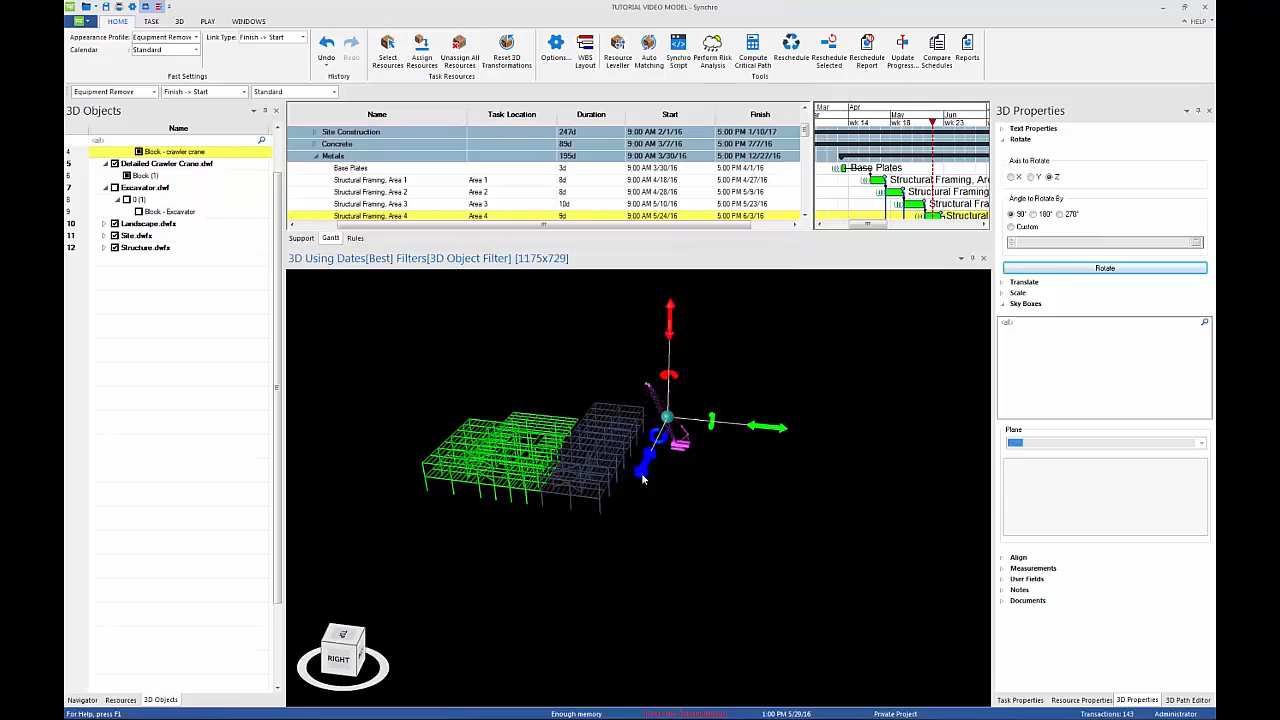 TUTORIAL VIDEO MODEL - Synchro
HOME TASK 3D PLAY WINDOWS HELP
Appearance Profile: Equipment Remove Link Type: Finish -> Start
Calendar: Standard
Fast Settings
Undo Redo
History
Select Resources Assign Resources Unassign All Resources Reset 3D Transformations
Task Resources
Options... WBS Layout Resource Leveller Auto Matching Synchro Script Perform Risk Analysis Compute Critical Path Reschedule Reschedule Selected Reschedule Report Update Progress... Compare Schedules Reports
Tools
Equipment Remove Finish -> Start Standard
3D Objects
Name
<all>
4 Block - crawler crane
5 Detailed Crawler Crane.dwf
6 Block (1)
7 Excavator.dwf
8 0 (1)
9 Block - Excavator
10 Landscape.dwfx
11 Site.dwfx
12 Structure.dwfx
Navigator Resources 3D Objects
Name Task Location Duration Start Finish
Site Construction 247d 9:00 AM 2/1/16 5:00 PM 1/10/17
Concrete 89d 9:00 AM 3/7/16 5:00 PM 7/7/16
Metals 195d 9:00 AM 3/30/16 5:00 PM 12/27/16
Base Plates 3d 9:00 AM 3/30/16 5:00 PM 4/1/16
Structural Framing, Area 1 Area 1 8d 9:00 AM 4/18/16 5:00 PM 4/27/16
Structural Framing, Area 2 Area 2 8d 9:00 AM 4/28/16 5:00 PM 5/9/16
Structural Framing, Area 3 Area 3 10d 9:00 AM 5/10/16 5:00 PM 5/23/16
Structural Framing, Area 4 Area 4 9d 9:00 AM 5/24/16 5:00 PM 6/3/16
Mar Apr
May Jun
wk 14 wk 18 wk 23
Base Plates
Structural Framing, Are
Structural Framing
Structural Fra
Structural
Support Gantt Rules
3D Using Dates[Best] Filters[3D Object Filter] [1175x729]
TOP
RIGHT
3D Properties
Text Properties
Rotate
Axis to Rotate
X Y Z
Angle to Rotate By
90° 180° 270°
Custom
Rotate
Translate
Scale
Sky Boxes
<all>
Plane
Align
Measurements
User Fields
Notes
Documents
Task Properties Resource Properties 3D Properties 3D Path Editor
For Help, press F1 Enough memory 1:00 PM 5/29/16 Private Project Transactions: 143 Administrator